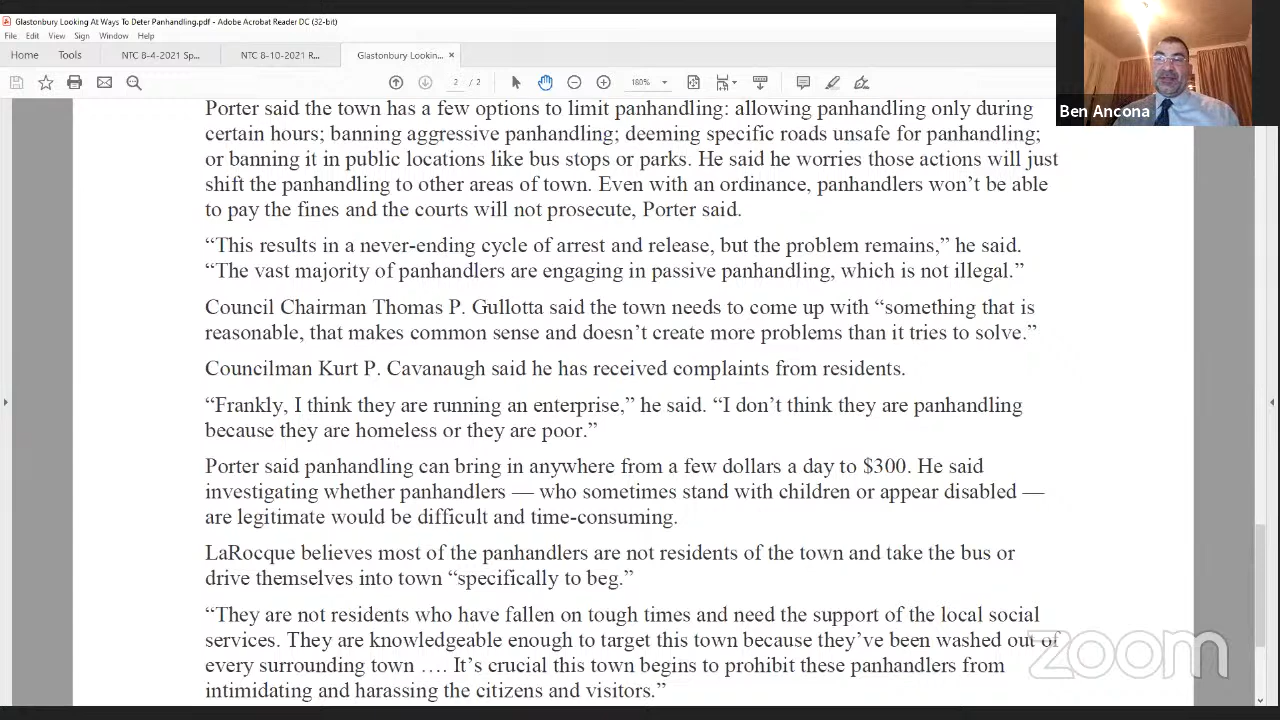 Glastonbury Looking At Ways To Deter Panhandling.pdf - Adobe Acrobat Reader DC (32-bit)
File Edit View Sign Window Help
Home Tools NTC 8-4-2021 Sp... NTC 8-10-2021 R... Glastonbury Lookin... ×
2 / 2 180%
Ben Ancona
Porter said the town has a few options to limit panhandling: allowing panhandling only during
certain hours; banning aggressive panhandling; deeming specific roads unsafe for panhandling;
or banning it in public locations like bus stops or parks. He said he worries those actions will just
shift the panhandling to other areas of town. Even with an ordinance, panhandlers won’t be able
to pay the fines and the courts will not prosecute, Porter said.
“This results in a never-ending cycle of arrest and release, but the problem remains,” he said.
“The vast majority of panhandlers are engaging in passive panhandling, which is not illegal.”
Council Chairman Thomas P. Gullotta said the town needs to come up with “something that is
reasonable, that makes common sense and doesn’t create more problems than it tries to solve.”
Councilman Kurt P. Cavanaugh said he has received complaints from residents.
“Frankly, I think they are running an enterprise,” he said. “I don’t think they are panhandling
because they are homeless or they are poor.”
Porter said panhandling can bring in anywhere from a few dollars a day to $300. He said
investigating whether panhandlers — who sometimes stand with children or appear disabled —
are legitimate would be difficult and time-consuming.
LaRocque believes most of the panhandlers are not residents of the town and take the bus or
drive themselves into town “specifically to beg.”
“They are not residents who have fallen on tough times and need the support of the local social
services. They are knowledgeable enough to target this town because they’ve been washed out of
every surrounding town …. It’s crucial this town begins to prohibit these panhandlers from
intimidating and harassing the citizens and visitors.”
zoom